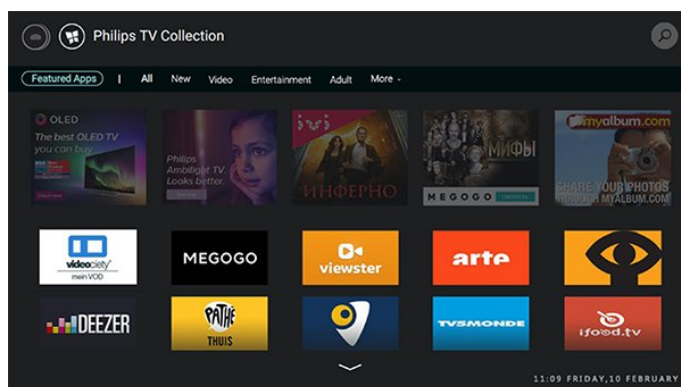 Philips TV Collection
Featured Apps | All New Video Entertainment Adult More
OLED
The best OLED TV
you can buy
Philips
Ambilight TV.
Looks better.
ivi
ИНФЕРНО
МИФЫ
MEGOGO
myalbum.com
SHARE YOUR PHOTOS
THROUGH MYALBUM.COM
videociety
mein VOD
MEGOGO
viewster
arte
DEEZER
PATHÉ
THUIS
TV5MONDE
ifood.tv
11:09 FRIDAY,10 FEBRUARY